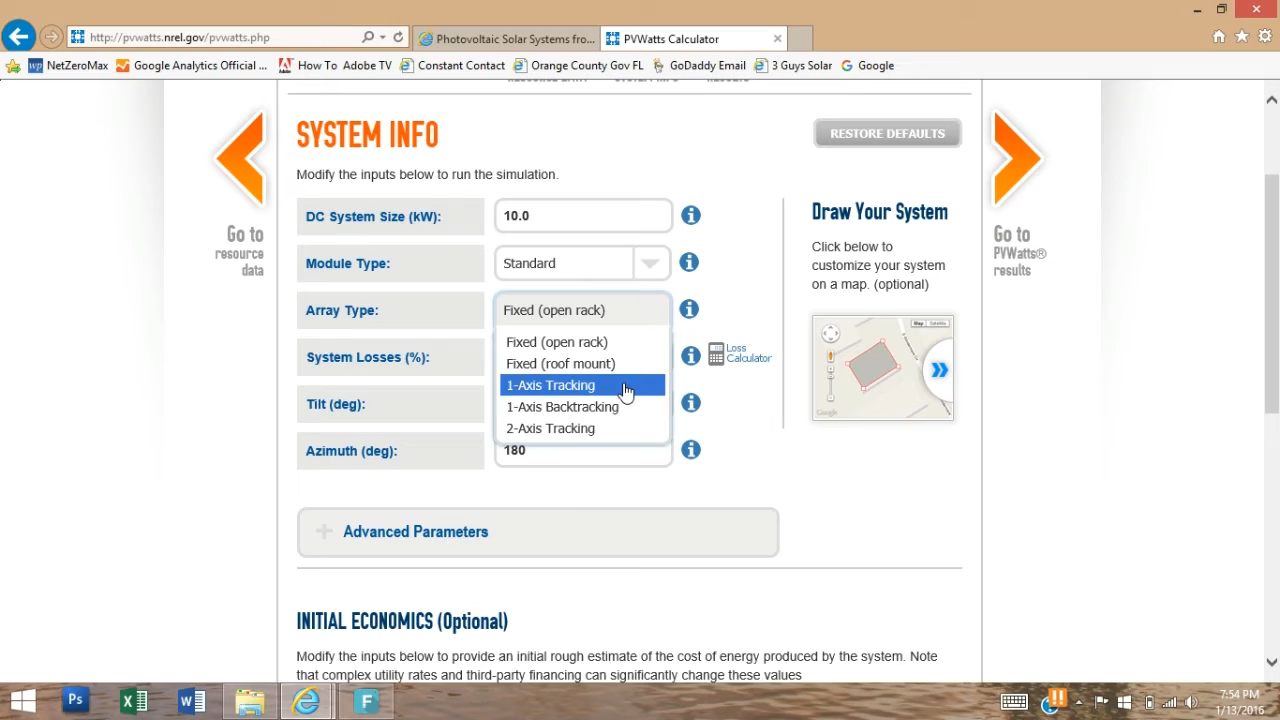 http://pvwatts.nrel.gov/pvwatts.php
Photovoltaic Solar Systems fro...
PVWatts Calculator
NetZeroMax
Google Analytics Official ...
How To Adobe TV
Constant Contact
Orange County Gov FL
GoDaddy Email
3 Guys Solar
Google
SYSTEM INFO
RESTORE DEFAULTS
Modify the inputs below to run the simulation.
DC System Size (kW):
10.0
Module Type:
Standard
Array Type:
Fixed (open rack)
Fixed (open rack)
Fixed (roof mount)
1-Axis Tracking
1-Axis Backtracking
2-Axis Tracking
System Losses (%):
Loss
Calculator
Tilt (deg):
Azimuth (deg):
180
Go to
resource
data
Draw Your System
Click below to
customize your system
on a map. (optional)
Map
Satellite
Google
Go to
PVWatts®
results
Advanced Parameters
INITIAL ECONOMICS (Optional)
Modify the inputs below to provide an initial rough estimate of the cost of energy produced by the system. Note
that complex utility rates and third-party financing can significantly change these values
7:54 PM
1/13/2016